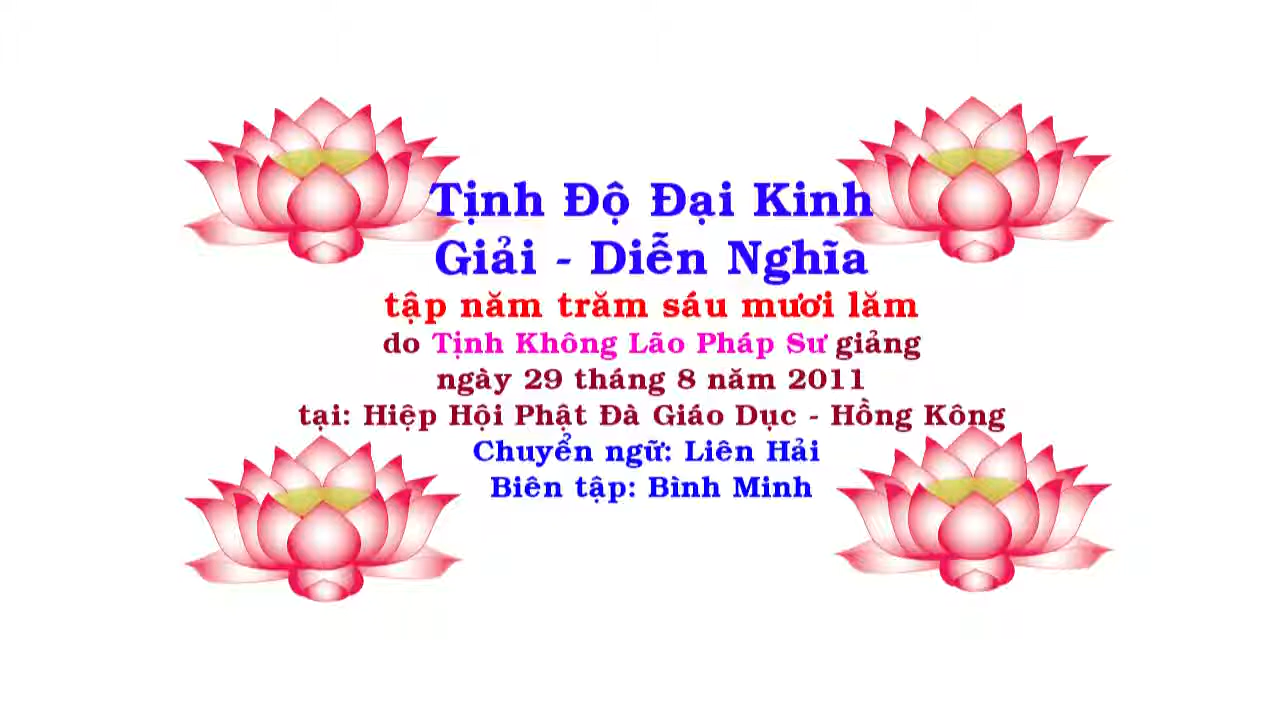 Tịnh Độ Đại Kinh
Giải - Diễn Nghĩa
tập năm trăm sáu mươi lăm
do Tịnh Không Lão Pháp Sư giảng
ngày 29 tháng 8 năm 2011
tại: Hiệp Hội Phật Đà Giáo Dục - Hồng Kông
Chuyển ngữ: Liên Hải
Biên tập: Bình Minh